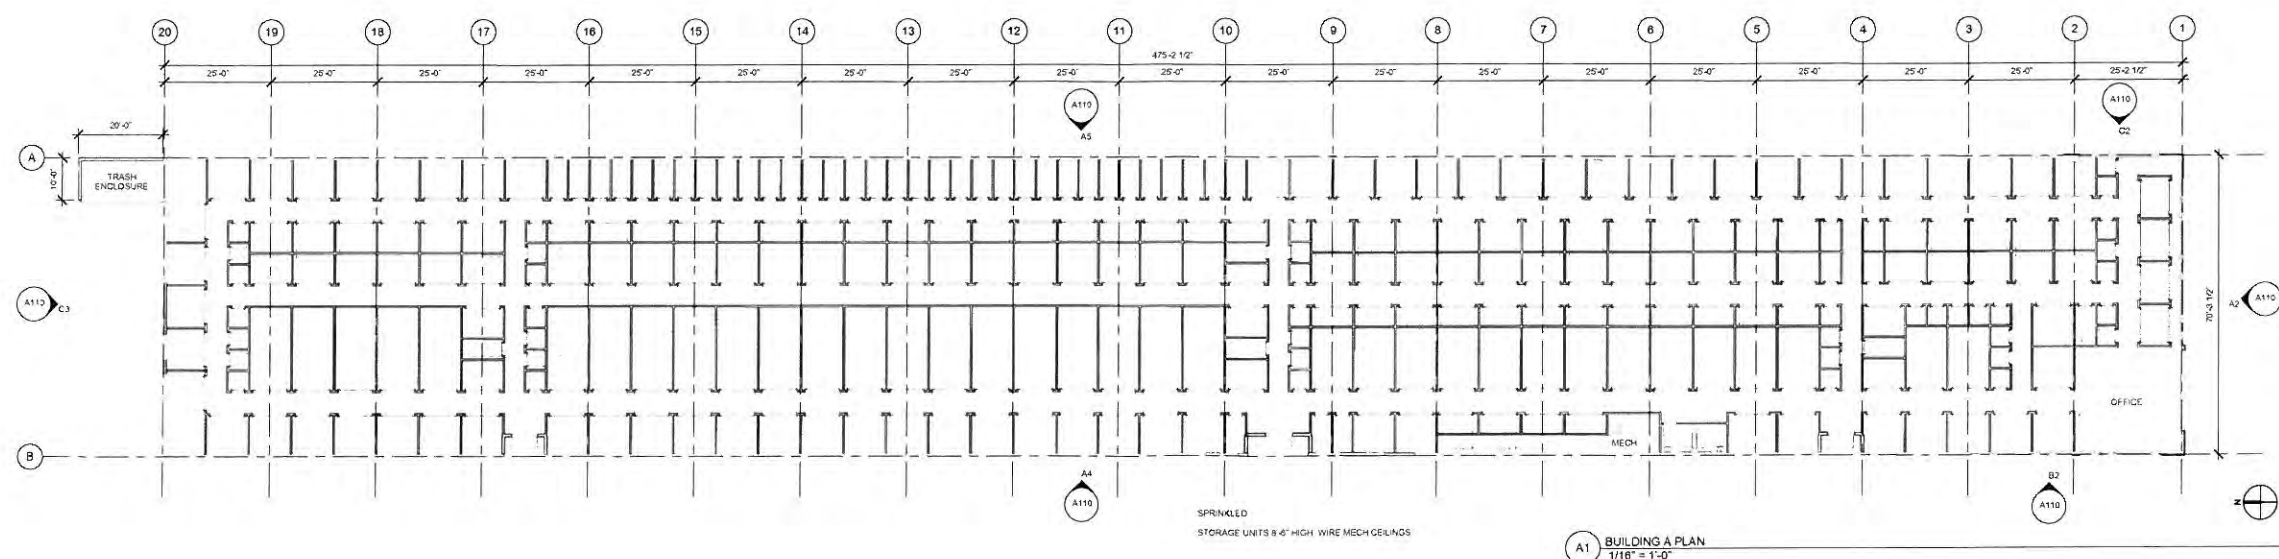 20 19 18 17 16 15 14 13 12 11 10 9 8 7 6 5 4 3 2 1
475'-2 1/2"
25'-0" 25'-0" 25'-0" 25'-0" 25'-0" 25'-0" 25'-0" 25'-0" 25'-0" 25'-0" 25'-0" 25'-0" 25'-0" 25'-0" 25'-0" 25'-0" 25'-0" 25'-0" 25'-2 1/2"
A110
A5
A110
C2
20'-0"
A
10'-0"
TRASH
ENCLOSURE
A110
C3
70'-3 1/2"
A2
A110
OFFICE
MECH
B
A4
A110
B2
A110
N
SPRINKLED
STORAGE UNITS 8'-6" HIGH WIRE MECH CEILINGS
A1
BUILDING A PLAN
1/16" = 1'-0"